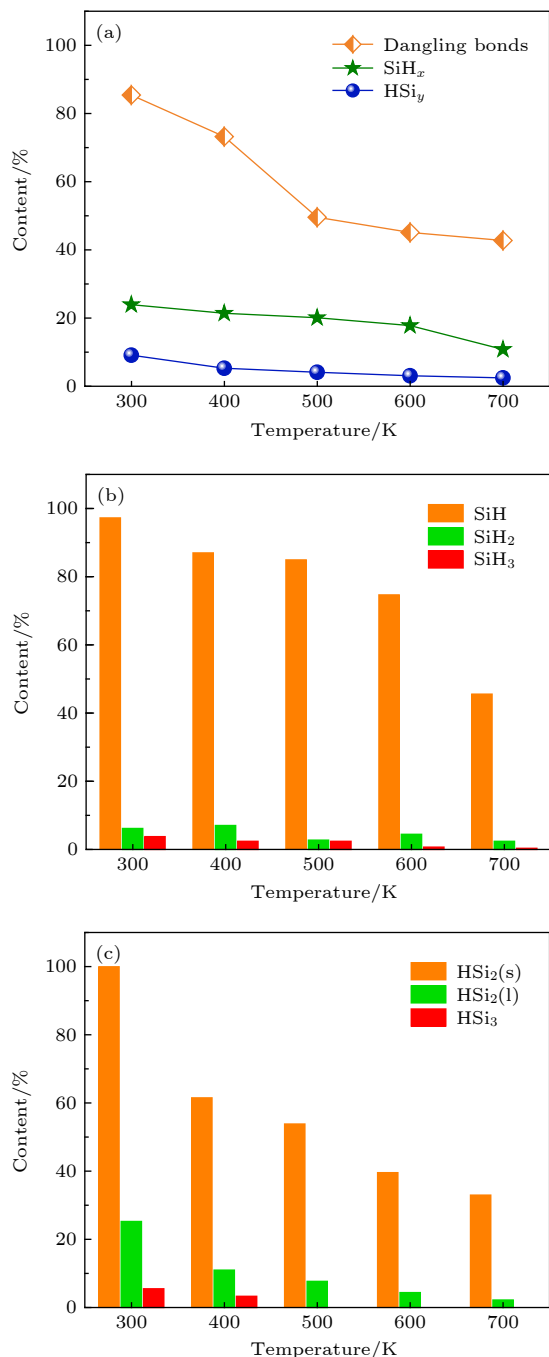 (a)
Dangling bonds
SiHₓ
HSiᵧ
Content/%
100
80
60
40
20
0
300 400 500 600 700
Temperature/K
(b)
SiH
SiH₂
SiH₃
Content/%
100
80
60
40
20
0
300 400 500 600 700
Temperature/K
(c)
HSi₂(s)
HSi₂(l)
HSi₃
Content/%
100
80
60
40
20
0
300 400 500 600 700
Temperature/K